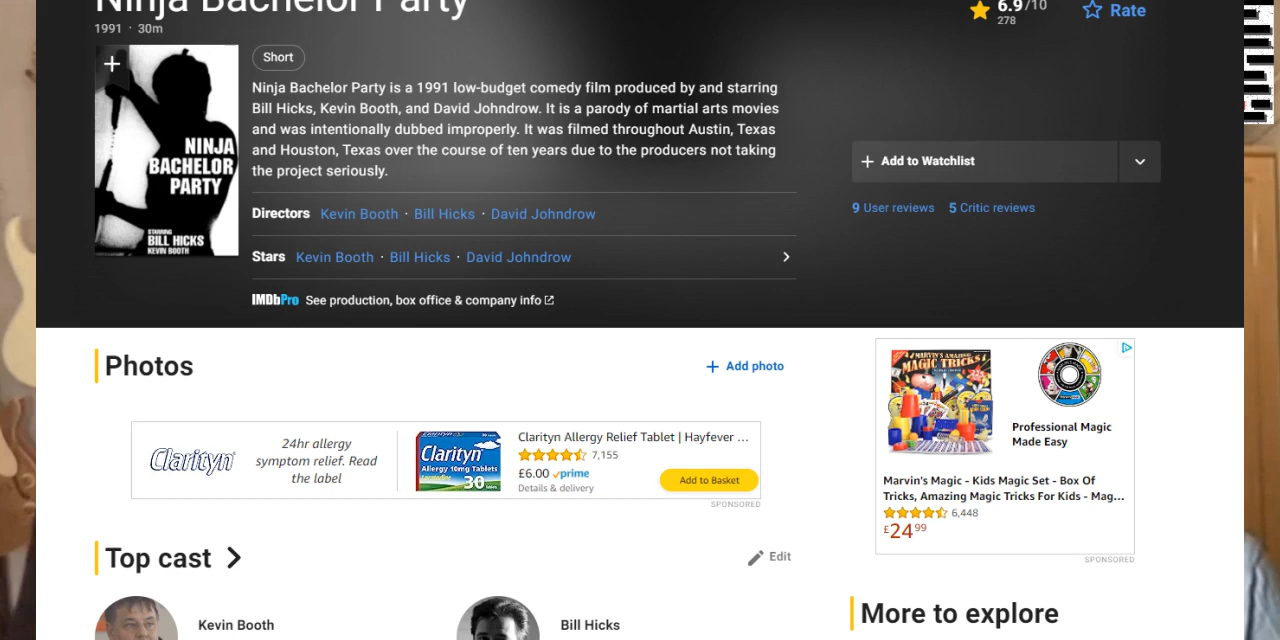 Ninja Bachelor Party
1991 · 30m
6.9/10
278
Rate
Short
Ninja Bachelor Party is a 1991 low-budget comedy film produced by and starring
Bill Hicks, Kevin Booth, and David Johndrow. It is a parody of martial arts movies
and was intentionally dubbed improperly. It was filmed throughout Austin, Texas
and Houston, Texas over the course of ten years due to the producers not taking
the project seriously.
NINJA
BACHELOR
PARTY
STARRING
BILL HICKS
KEVIN BOOTH
Add to Watchlist
9 User reviews 5 Critic reviews
Directors Kevin Booth · Bill Hicks · David Johndrow
Stars Kevin Booth · Bill Hicks · David Johndrow
IMDbPro See production, box office & company info
Photos
Add photo
Clarityn
24hr allergy
symptom relief. Read
the label
Clarityn
Allergy 10mg Tablets
30
Clarityn Allergy Relief Tablet | Hayfever ...
7,155
£6.00 prime
Details & delivery
Add to Basket
SPONSORED
MARVIN'S AMAZING
MAGIC TRICKS
Professional Magic
Made Easy
Marvin's Magic - Kids Magic Set - Box Of
Tricks, Amazing Magic Tricks For Kids - Mag...
6,448
£24.99
SPONSORED
Top cast
Edit
Kevin Booth
Bill Hicks
More to explore